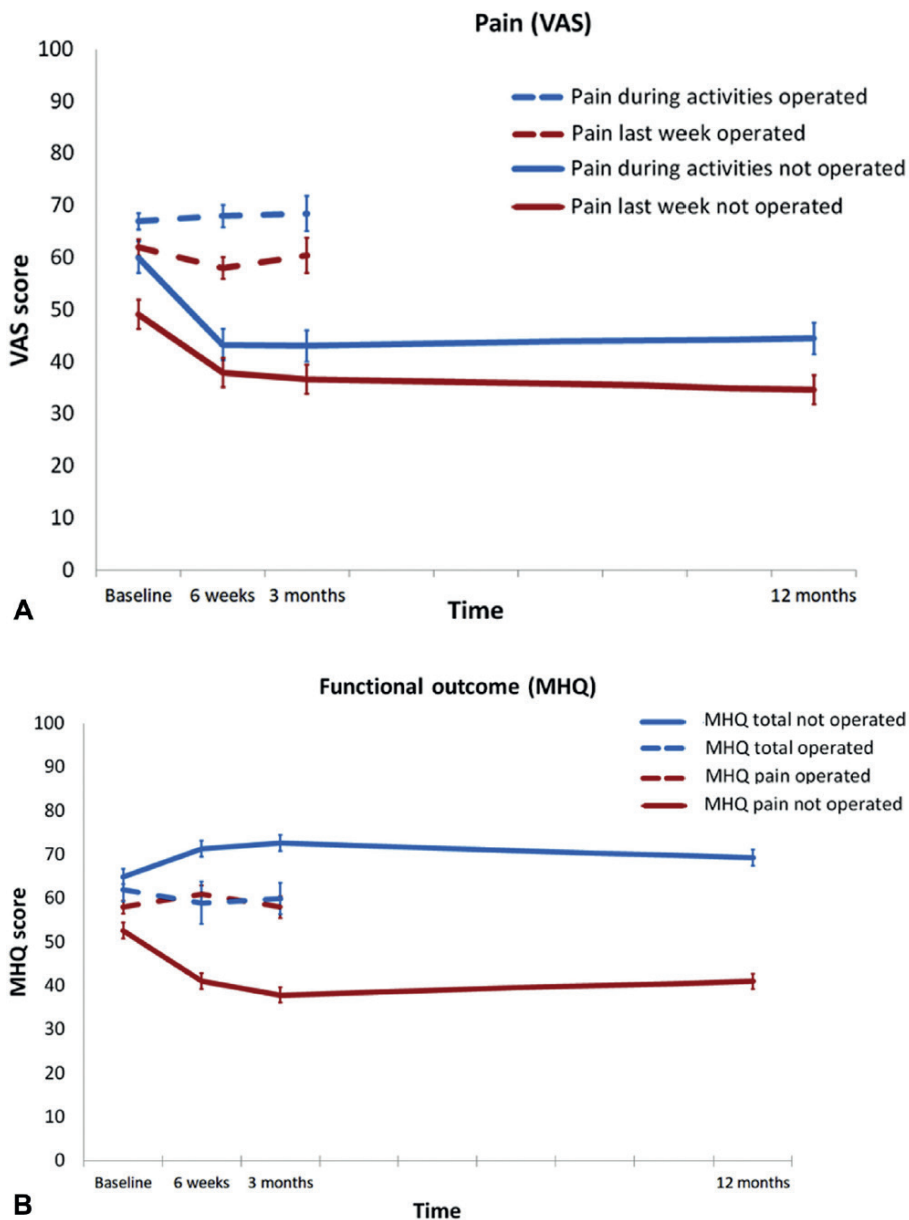 Pain (VAS)
100
90
80
70
60
50
40
30
20
10
0
VAS score
Pain during activities operated
Pain last week operated
Pain during activities not operated
Pain last week not operated
Baseline 6 weeks 3 months 12 months
Time
A
Functional outcome (MHQ)
100
90
80
70
60
50
40
30
20
10
0
MHQ score
MHQ total not operated
MHQ total operated
MHQ pain operated
MHQ pain not operated
Baseline 6 weeks 3 months 12 months
Time
B